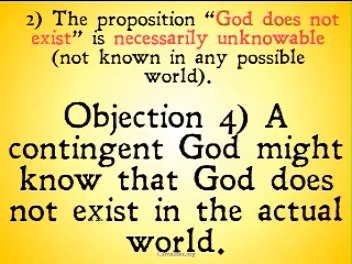 2) The proposition “God does not
exist” is necessarily unknowable
(not known in any possible
world).
Objection 4) A
contingent God might
know that God does
not exist in the actual
world.